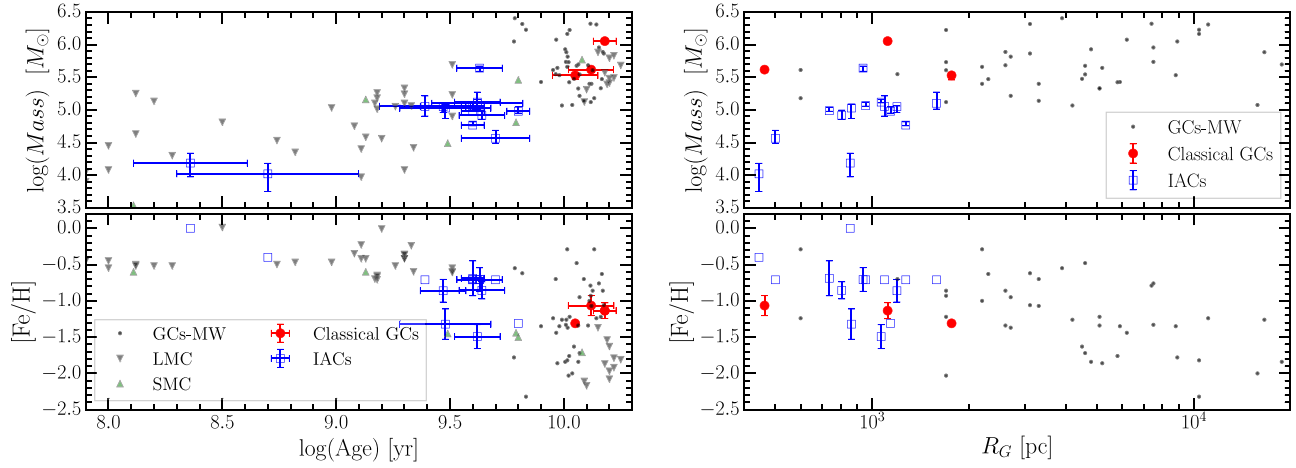 log(Mass) [M⊙]
6.5
6.0
5.5
5.0
4.5
4.0
3.5
[Fe/H]
0.0
−0.5
−1.0
−1.5
−2.0
−2.5
GCs-MW
LMC
SMC
Classical GCs
IACs
8.0 8.5 9.0 9.5 10.0
log(Age) [yr]
log(Mass) [M⊙]
6.5
6.0
5.5
5.0
4.5
4.0
3.5
GCs-MW
Classical GCs
IACs
[Fe/H]
0.0
−0.5
−1.0
−1.5
−2.0
−2.5
10³ 10⁴
R_G [pc]